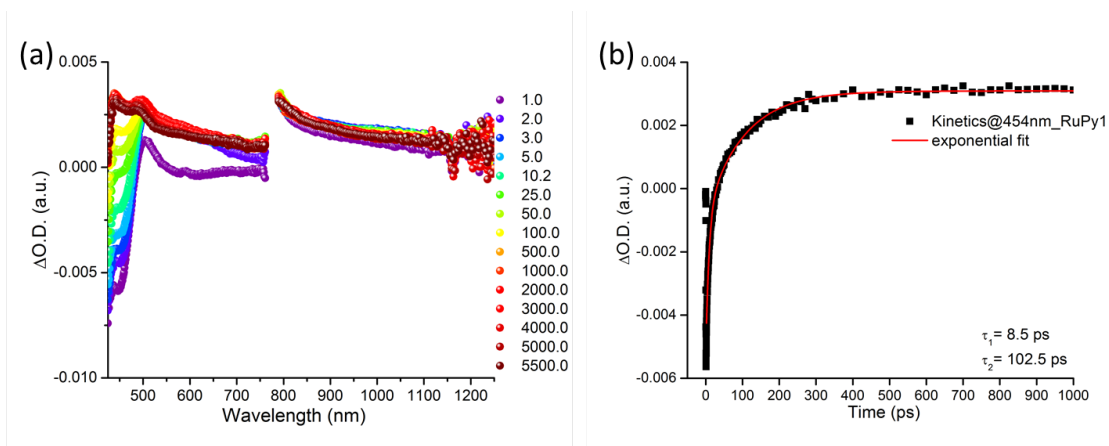 (a)
0.005
0.000
-0.005
-0.010
ΔO.D. (a.u.)
500 600 700 800 900 1000 1100 1200
Wavelength (nm)
1.0
2.0
3.0
5.0
10.2
25.0
50.0
100.0
500.0
1000.0
2000.0
3000.0
4000.0
5000.0
5500.0
(b)
0.004
0.002
0.000
-0.002
-0.004
-0.006
ΔO.D. (a.u.)
Kinetics@454nm_RuPy1
exponential fit
τ1= 8.5 ps
τ2= 102.5 ps
0 100 200 300 400 500 600 700 800 900 1000
Time (ps)